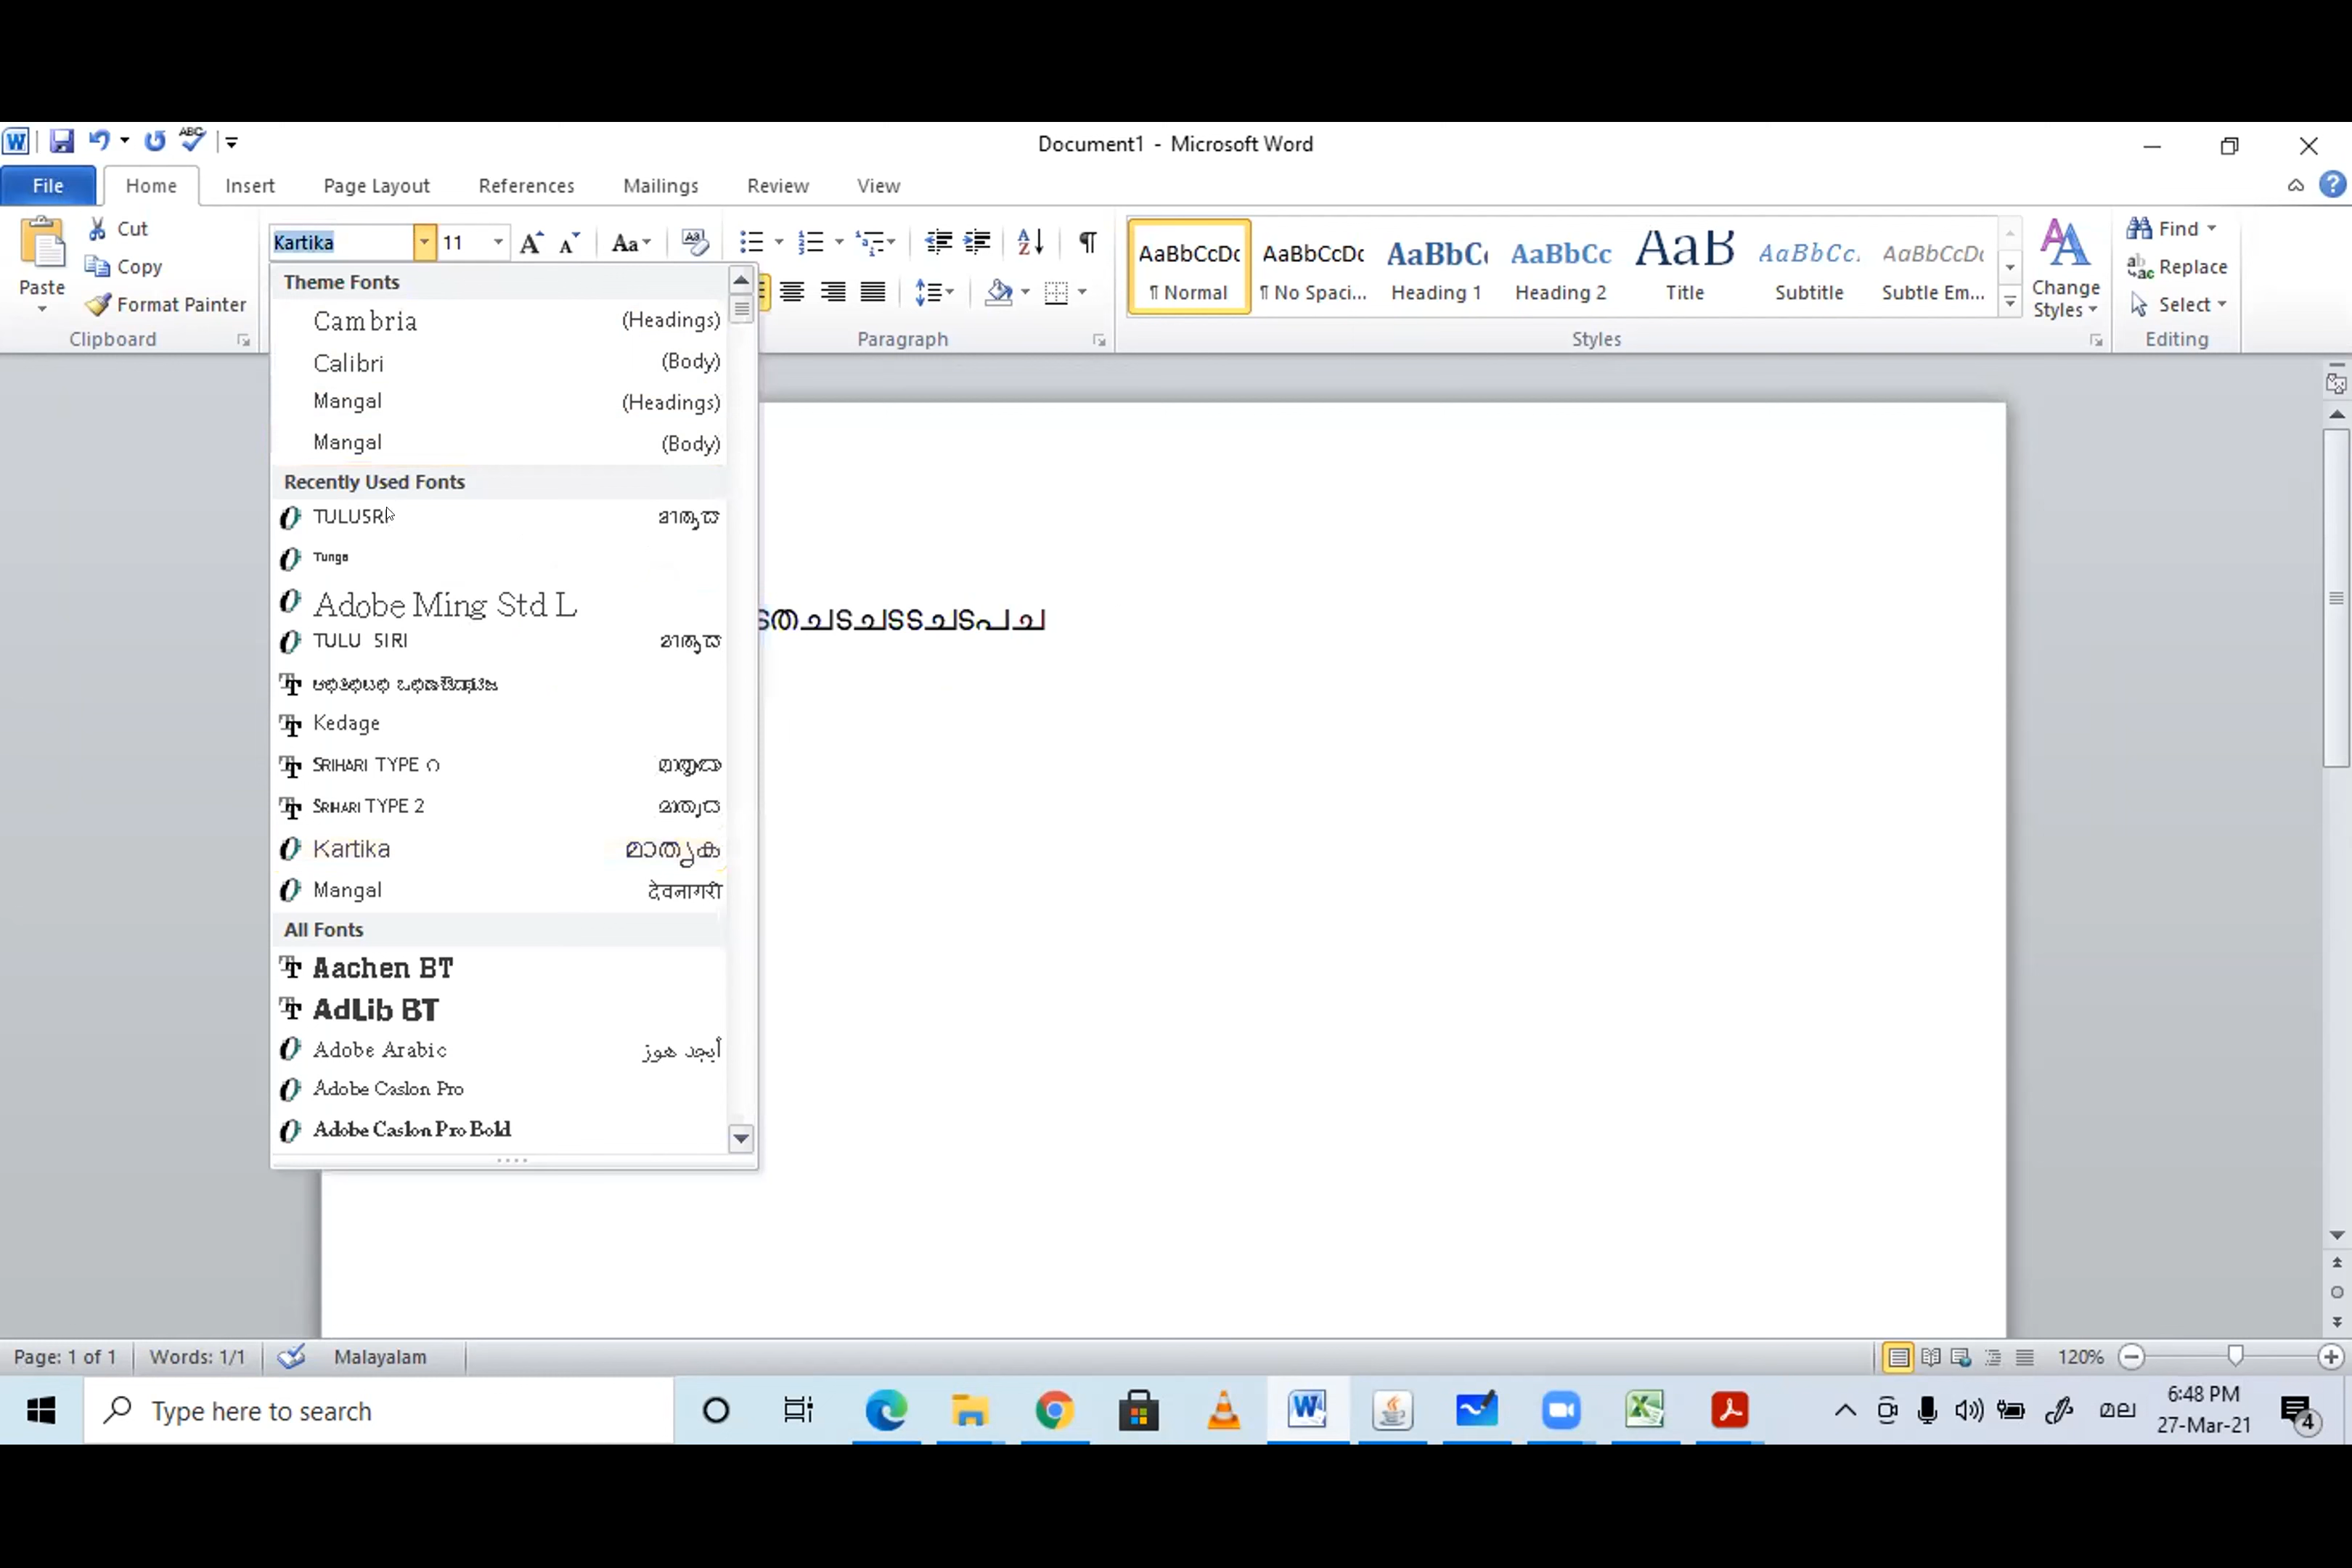 Document1 - Microsoft Word
File Home Insert Page Layout References Mailings Review View
Cut
Copy
Format Painter
Paste
Clipboard
Kartika 11
Paragraph
AaBbCcDc AaBbCcDc AaBbC AaBbCc AaB AaBbCc. AaBbCcDc
¶ Normal ¶ No Spaci... Heading 1 Heading 2 Title Subtitle Subtle Em...
Change Styles
Styles
Find
Replace
Select
Editing
Theme Fonts
Cambria (Headings)
Calibri (Body)
Mangal (Headings)
Mangal (Body)
Recently Used Fonts
Tunga
Adobe Ming Std L
TULU SIRI
Kedage
SRIHARI TYPE
SRIHARI TYPE 2
Kartika മാതൃക
Mangal देवनागरी
All Fonts
Aachen BT
AdLib BT
Adobe Arabic أبجد هوز
Adobe Caslon Pro
Adobe Caslon Pro Bold
തചടചടടചടപച
Page: 1 of 1 Words: 1/1 Malayalam 120%
Type here to search
മല
6:48 PM
27-Mar-21
4